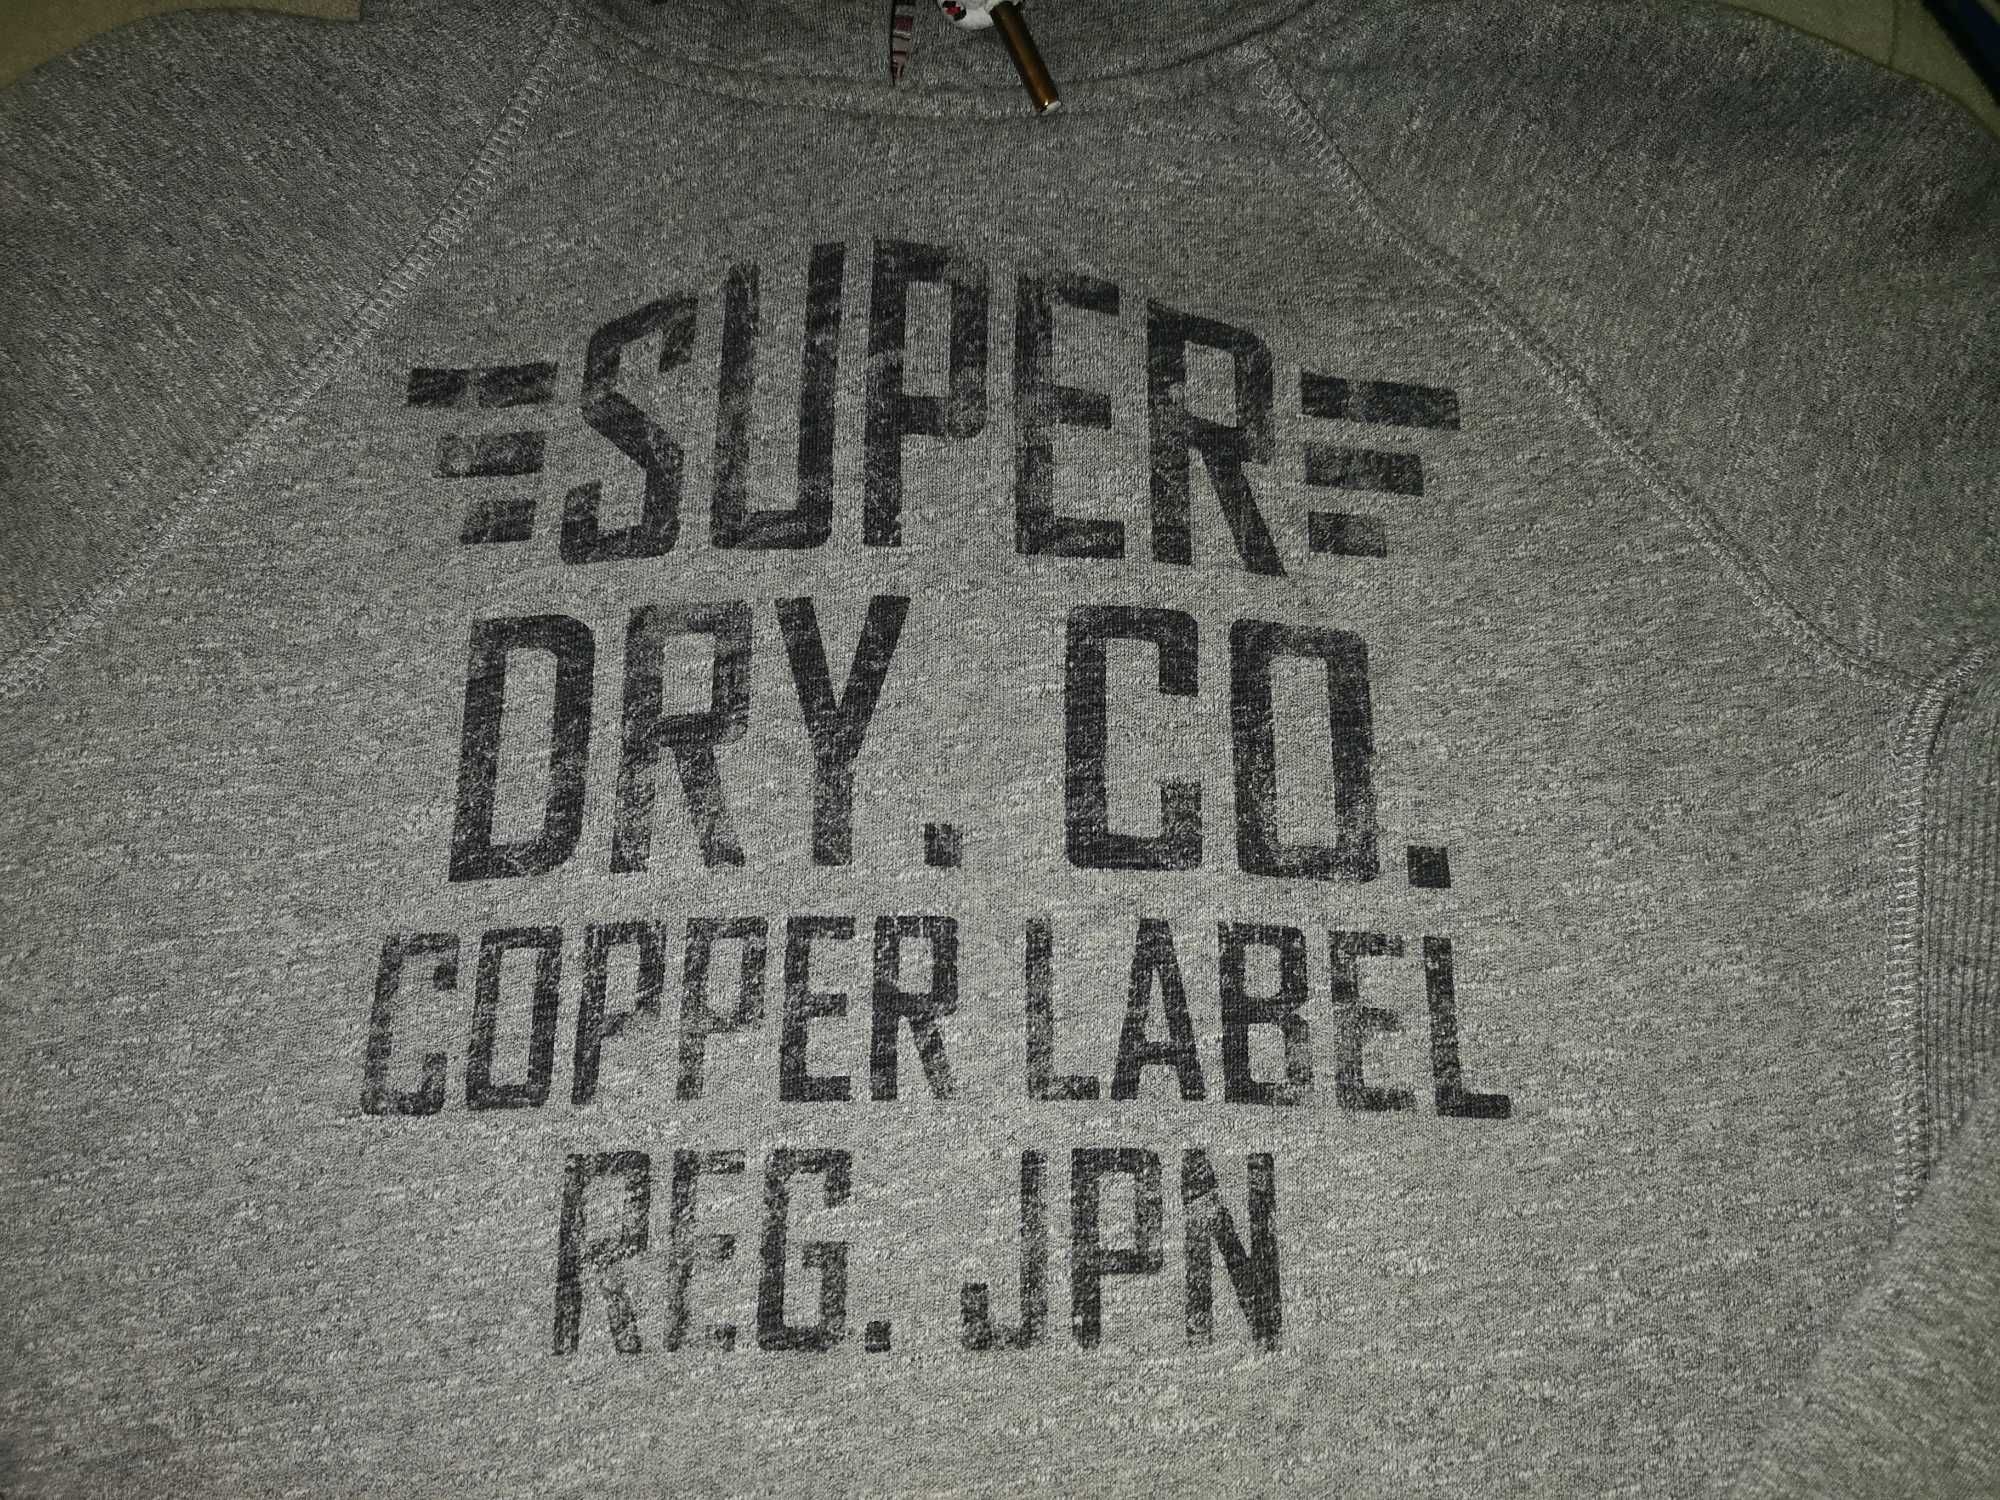 SUPER
DRY. CO.
COPPER LABEL
REG. JPN